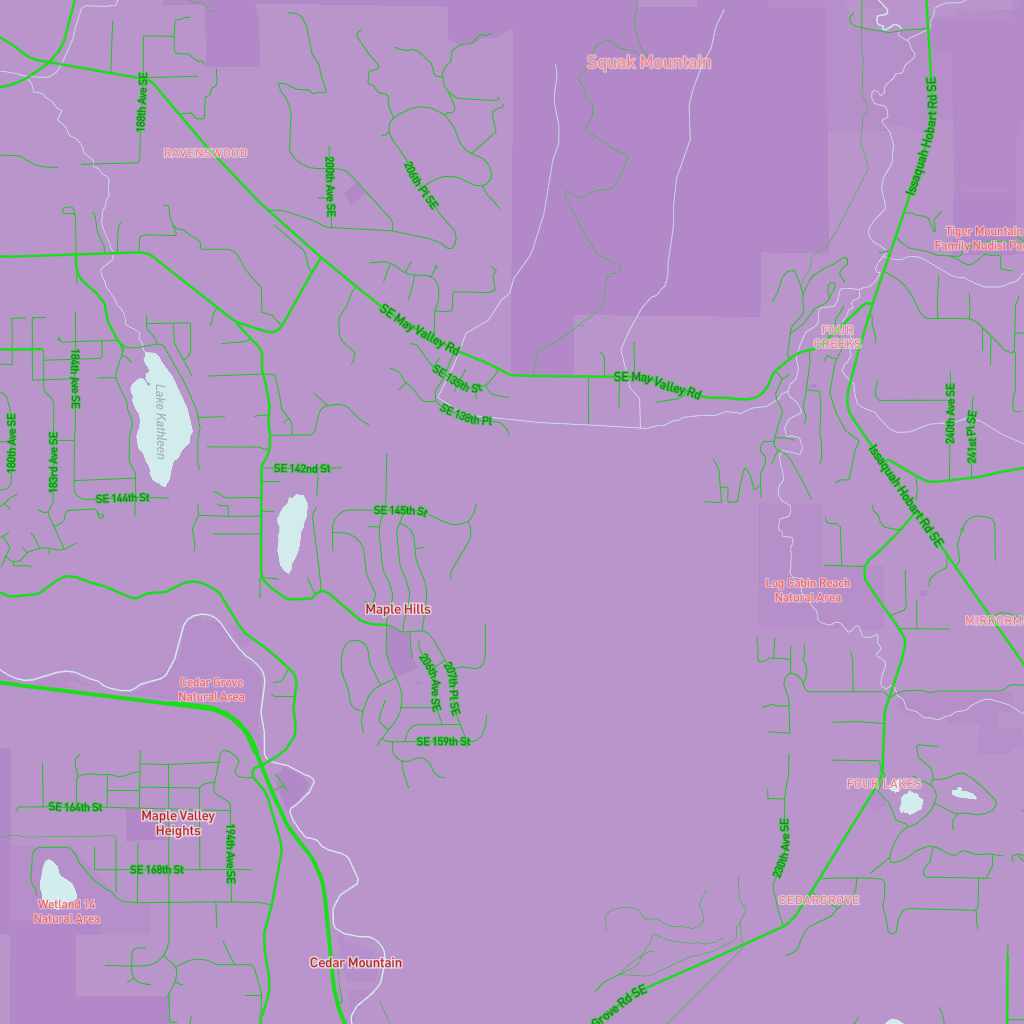 Squak Mountain
188th Ave SE
RAVENSWOOD
200th Ave SE
206th Pl SE
Issaquah Hobart Rd SE
Tiger Mountain
Family Nudist Par
SE May Valley Rd
FOUR
CREEKS
184th Ave SE
SE 135th St
SE May Valley Rd
SE 138th Pl
Lake Kathleen
240th Ave SE
241st Pl SE
180th Ave SE
183rd Ave SE
SE 142nd St
Issaquah Hobart Rd SE
SE 144th St
SE 145th St
Log Cabin Reach
Natural Area
Maple Hills
MIRRORM
Cedar Grove
Natural Area
206th Ave SE
207th Pl SE
SE 159th St
FOUR LAKES
SE 164th St
Maple Valley
Heights
194th Ave SE
230th Ave SE
SE 168th St
Wetland 14
Natural Area
CEDARGROVE
Cedar Mountain
Grove Rd SE